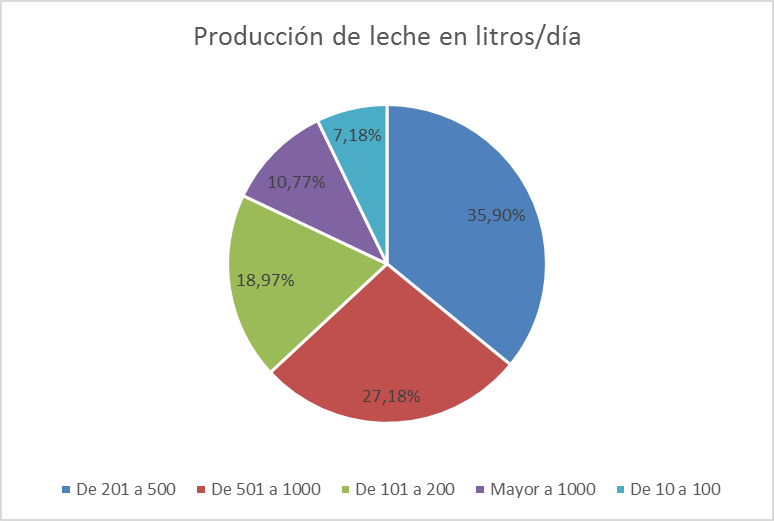 Producción de leche en litros/día
7,18%
10,77%
35,90%
18,97%
27,18%
De 201 a 500 De 501 a 1000 De 101 a 200 Mayor a 1000 De 10 a 100